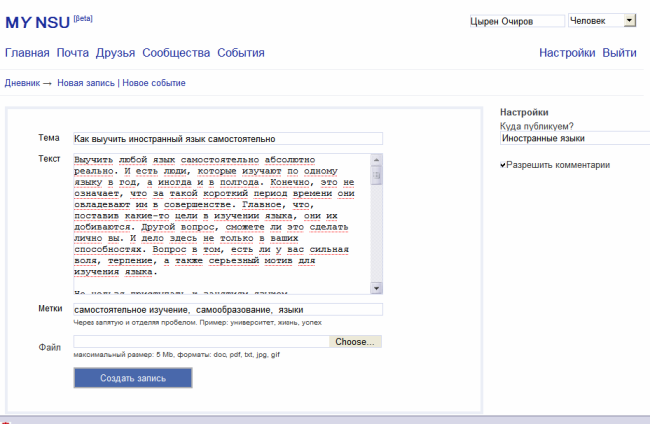 MY NSU [βeta]
Цырен Очиров Человек
Главная Почта Друзья Сообщества События
Настройки Выйти
Дневник → Новая запись | Новое событие
Настройки
Куда публикуем?
Иностранные языки
Разрешить комментарии
Тема Как выучить иностранный язык самостоятельно
Текст Выучить любой язык самостоятельно абсолютно
реально. И есть люди, которые изучают по одному
языку в год, а иногда и в полгода. Конечно, это не
означает, что за такой короткий период времени они
овладевают им в совершенстве. Главное, что,
поставив какие-то цели в изучении языка, они их
добиваются. Другой вопрос, сможете ли это сделать
лично вы. И дело здесь не только в ваших
способностях. Вопрос в том, есть ли у вас сильная
воля, терпение, а также серьезный мотив для
изучения языка.
Метки самостоятельное изучение, самообразование, языки
Через запятую и отделяя пробелом. Пример: университет, жизнь, успех
Файл Choose...
максимальный размер: 5 Mb, форматы: doc, pdf, txt, jpg, gif
Создать запись